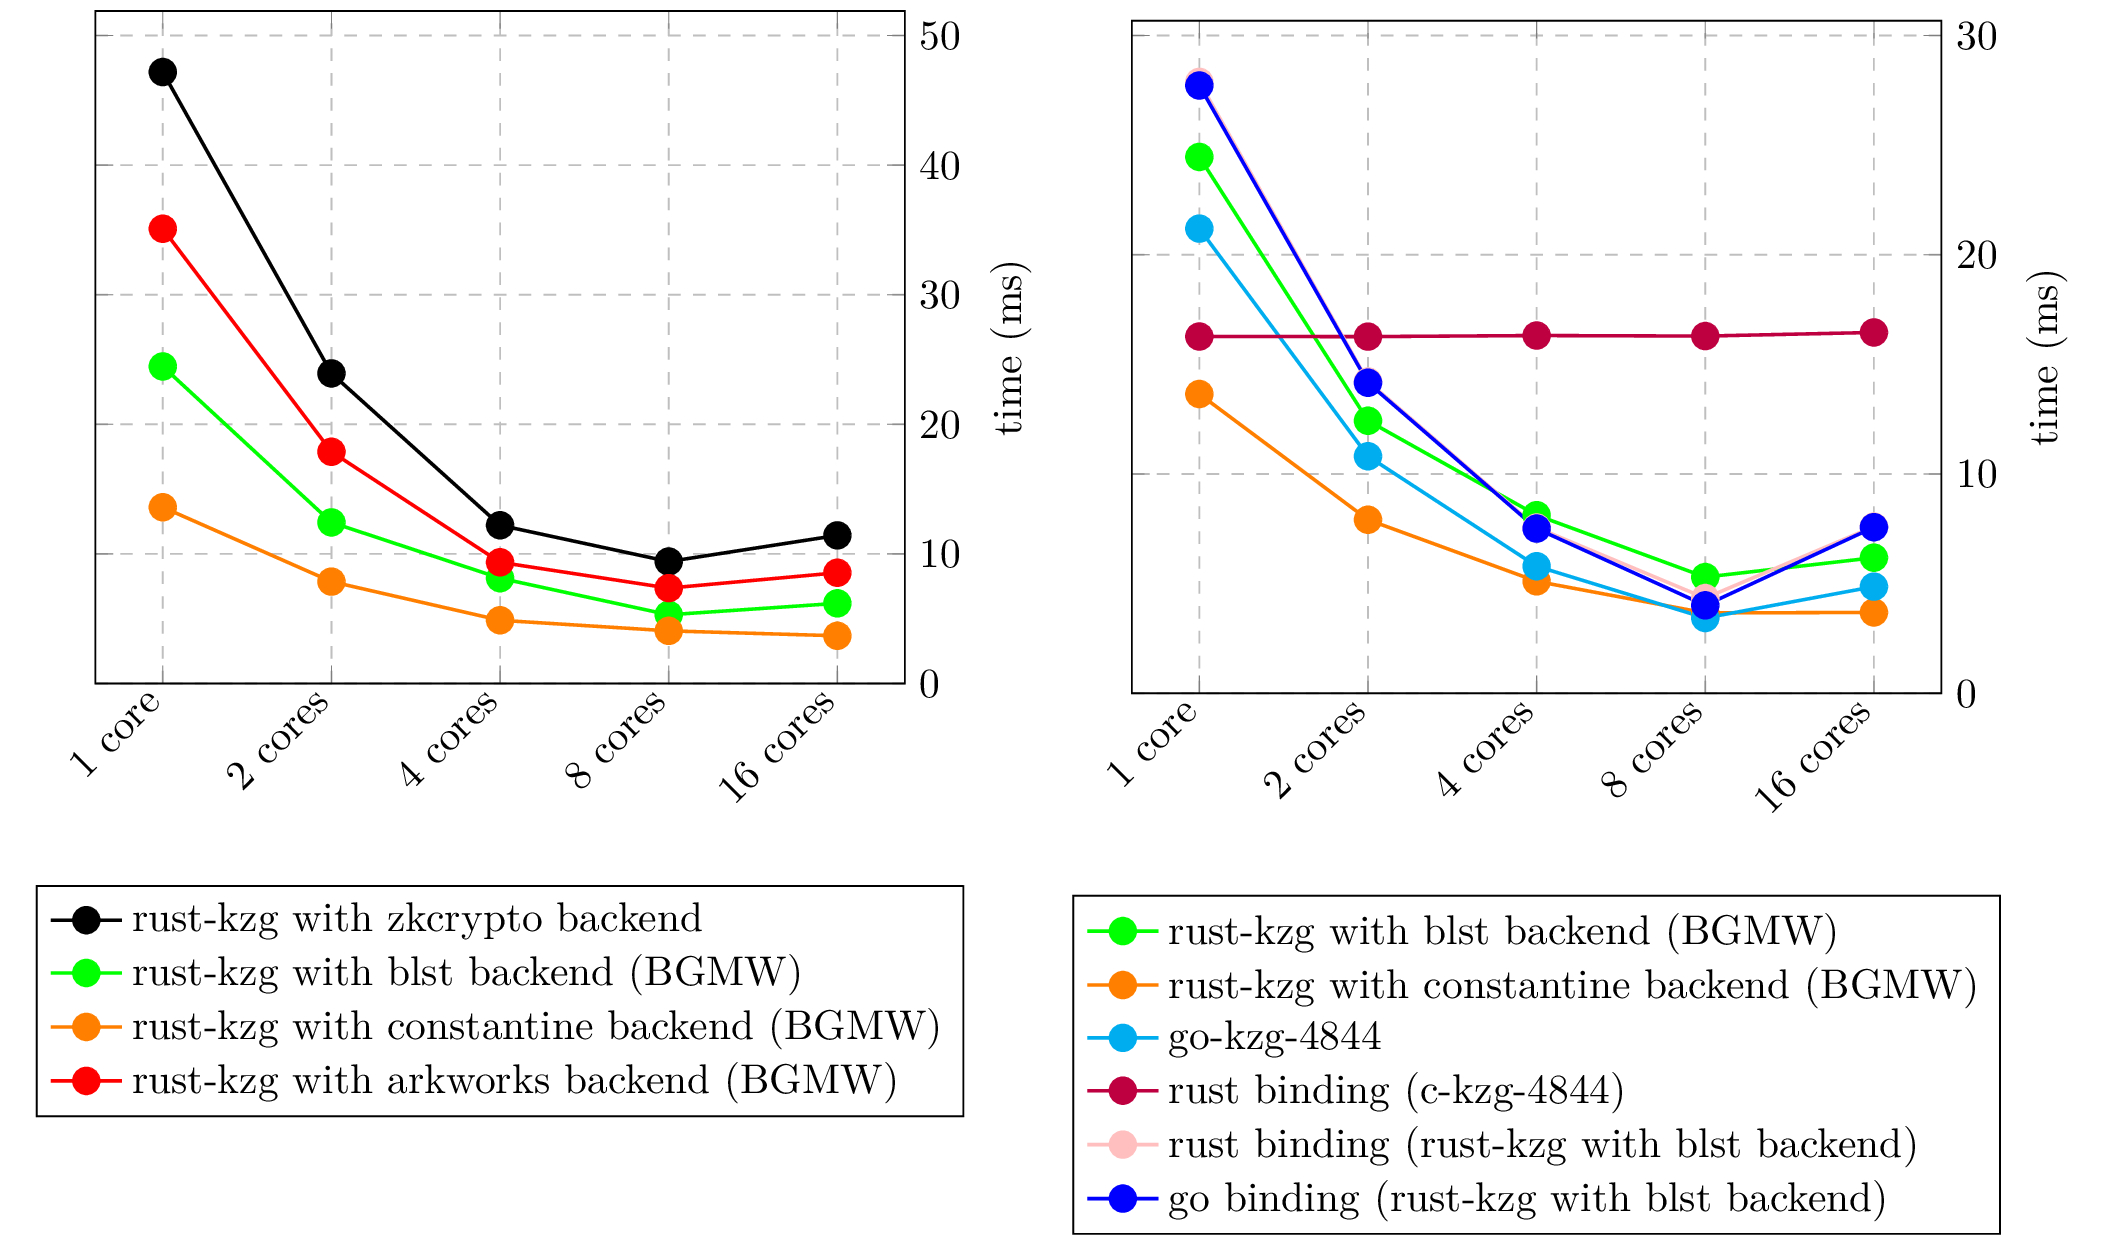 50
40
30
20
10
0
time (ms)
1 core
2 cores
4 cores
8 cores
16 cores
rust-kzg with zkcrypto backend
rust-kzg with blst backend (BGMW)
rust-kzg with constantine backend (BGMW)
rust-kzg with arkworks backend (BGMW)
30
20
10
0
time (ms)
1 core
2 cores
4 cores
8 cores
16 cores
rust-kzg with blst backend (BGMW)
rust-kzg with constantine backend (BGMW)
go-kzg-4844
rust binding (c-kzg-4844)
rust binding (rust-kzg with blst backend)
go binding (rust-kzg with blst backend)